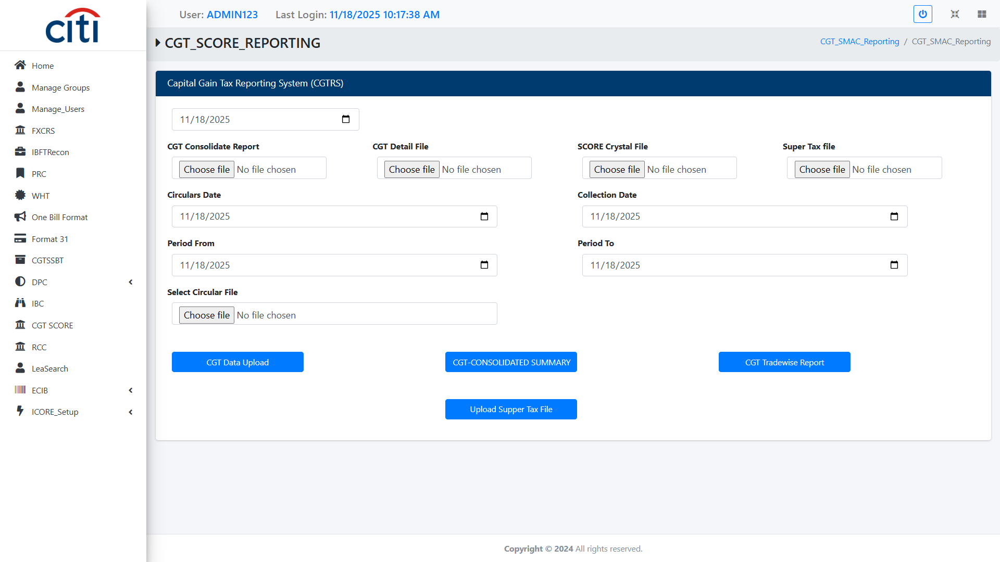 citi
User: ADMIN123 Last Login: 11/18/2025 10:17:38 AM
CGT_SCORE_REPORTING
CGT_SMAC_Reporting / CGT_SMAC_Reporting
Home
Manage Groups
Manage_Users
FXCRS
IBFTRecon
PRC
WHT
One Bill Format
Format 31
CGTSSBT
DPC
IBC
CGT SCORE
RCC
LeaSearch
ECIB
ICORE_Setup
Capital Gain Tax Reporting System (CGTRS)
11/18/2025
CGT Consolidate Report CGT Detail File SCORE Crystal File Super Tax file
Choose file No file chosen Choose file No file chosen Choose file No file chosen Choose file No file chosen
Circulars Date Collection Date
11/18/2025 11/18/2025
Period From Period To
11/18/2025 11/18/2025
Select Circular File
Choose file No file chosen
CGT Data Upload CGT-CONSOLIDATED SUMMARY CGT Tradewise Report
Upload Supper Tax File
Copyright © 2024 All rights reserved.